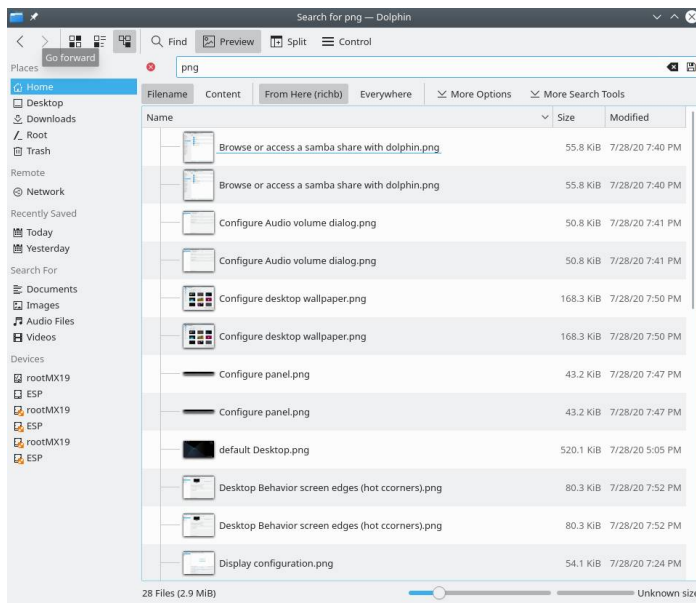 Search for png — Dolphin
Find Preview Split Control
Go forward
Places
Home
Desktop
Downloads
Root
Trash
Remote
Network
Recently Saved
Today
Yesterday
Search For
Documents
Images
Audio Files
Videos
Devices
rootMX19
ESP
rootMX19
ESP
rootMX19
ESP
png
Filename Content From Here (richb) Everywhere More Options More Search Tools
Name Size Modified
Browse or access a samba share with dolphin.png 55.8 KiB 7/28/20 7:40 PM
Browse or access a samba share with dolphin.png 55.8 KiB 7/28/20 7:40 PM
Configure Audio volume dialog.png 50.8 KiB 7/28/20 7:41 PM
Configure Audio volume dialog.png 50.8 KiB 7/28/20 7:41 PM
Configure desktop wallpaper.png 168.3 KiB 7/28/20 7:50 PM
Configure desktop wallpaper.png 168.3 KiB 7/28/20 7:50 PM
Configure panel.png 43.2 KiB 7/28/20 7:47 PM
Configure panel.png 43.2 KiB 7/28/20 7:47 PM
default Desktop.png 520.1 KiB 7/28/20 5:05 PM
Desktop Behavior screen edges (hot ccorners).png 80.3 KiB 7/28/20 7:52 PM
Desktop Behavior screen edges (hot ccorners).png 80.3 KiB 7/28/20 7:52 PM
Display configuration.png 54.1 KiB 7/28/20 7:24 PM
28 Files (2.9 MiB) Unknown size